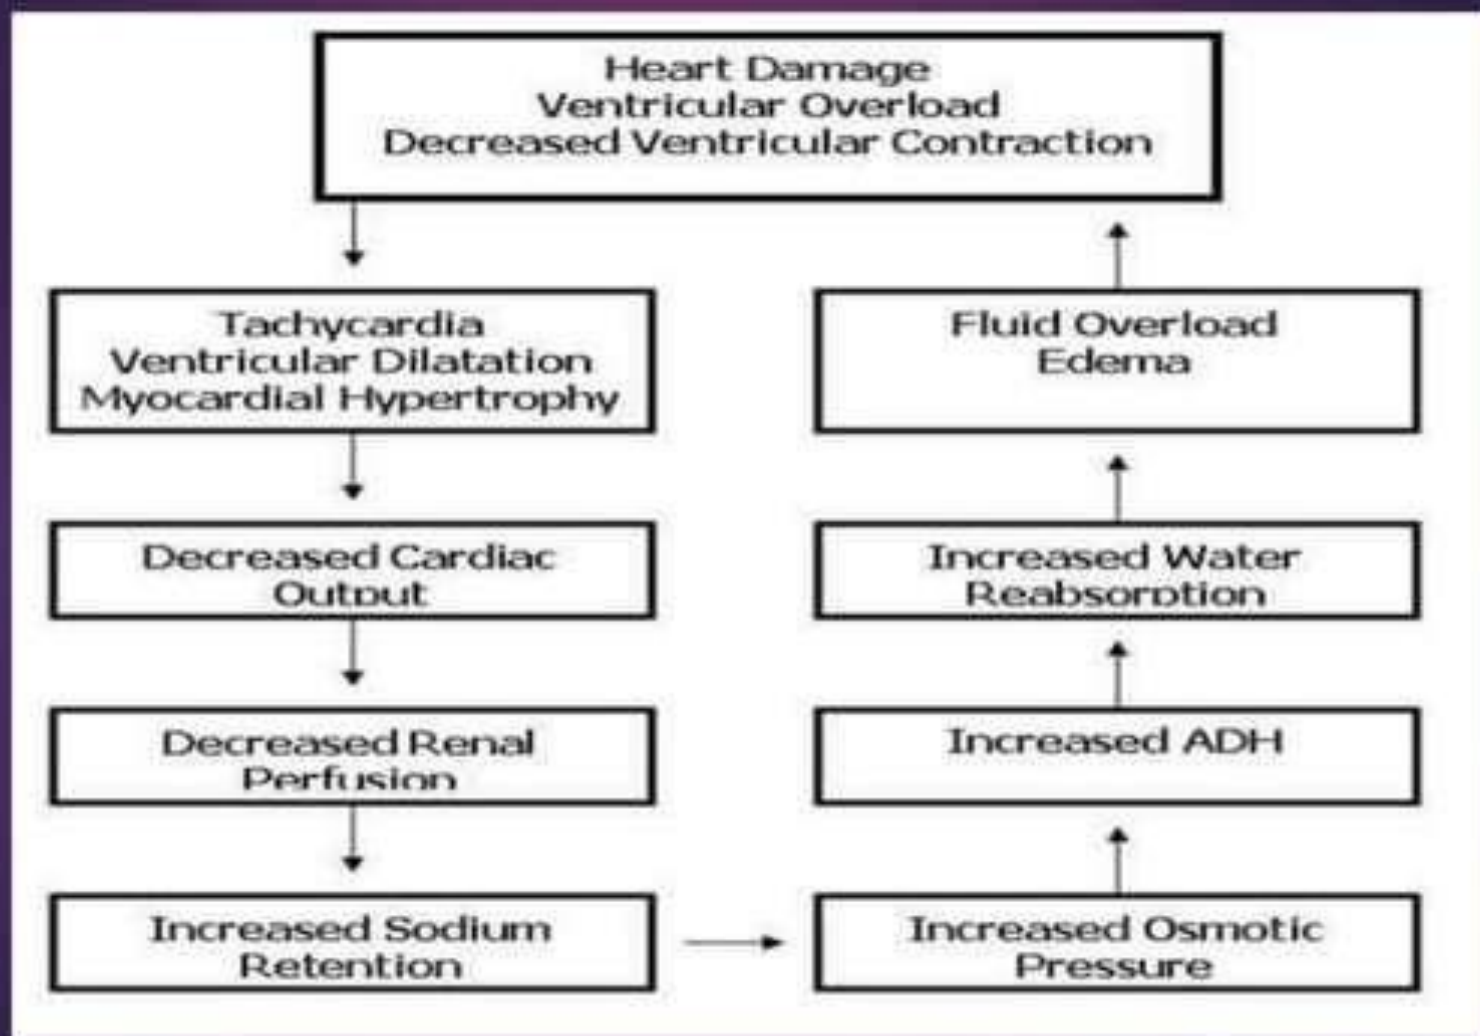 Heart Damage
Ventricular Overload
Decreased Ventricular Contraction
Tachycardia
Ventricular Dilatation
Myocardial Hypertrophy
Decreased Cardiac
Output
Decreased Renal
Perfusion
Increased Sodium
Retention
Increased Osmotic
Pressure
Increased ADH
Increased Water
Reabsorption
Fluid Overload
Edema